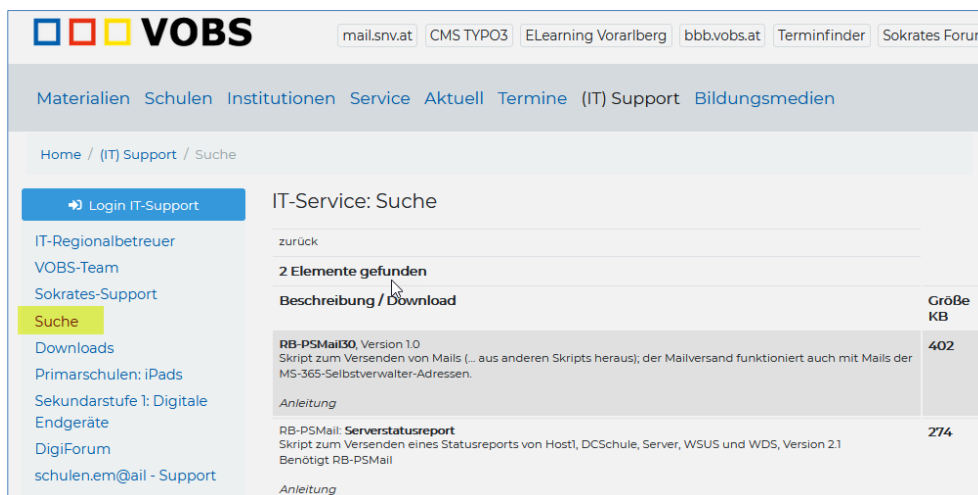 VOBS
mail.snv.at CMS TYPO3 ELearning Vorarlberg bbb.vobs.at Terminfinder Sokrates Forum
Materialien Schulen Institutionen Service Aktuell Termine (IT) Support Bildungsmedien
Home / (IT) Support / Suche
Login IT-Support
IT-Regionalbetreuer
VOBS-Team
Sokrates-Support
Suche
Downloads
Primarschulen: iPads
Sekundarstufe 1: Digitale
Endgeräte
DigiForum
schulen.em@ail - Support
IT-Service: Suche
zurück
2 Elemente gefunden
Beschreibung / Download
Größe
KB
RB-PSMail30, Version 1.0
402
Skript zum Versenden von Mails (... aus anderen Skripts heraus); der Mailversand funktioniert auch mit Mails der
MS-365-Selbstverwalter-Adressen.
Anleitung
RB-PSMail: Serverstatusreport
274
Skript zum Versenden eines Statusreports von Host1, DCSchule, Server, WSUS und WDS, Version 2.1
Benötigt RB-PSMail
Anleitung